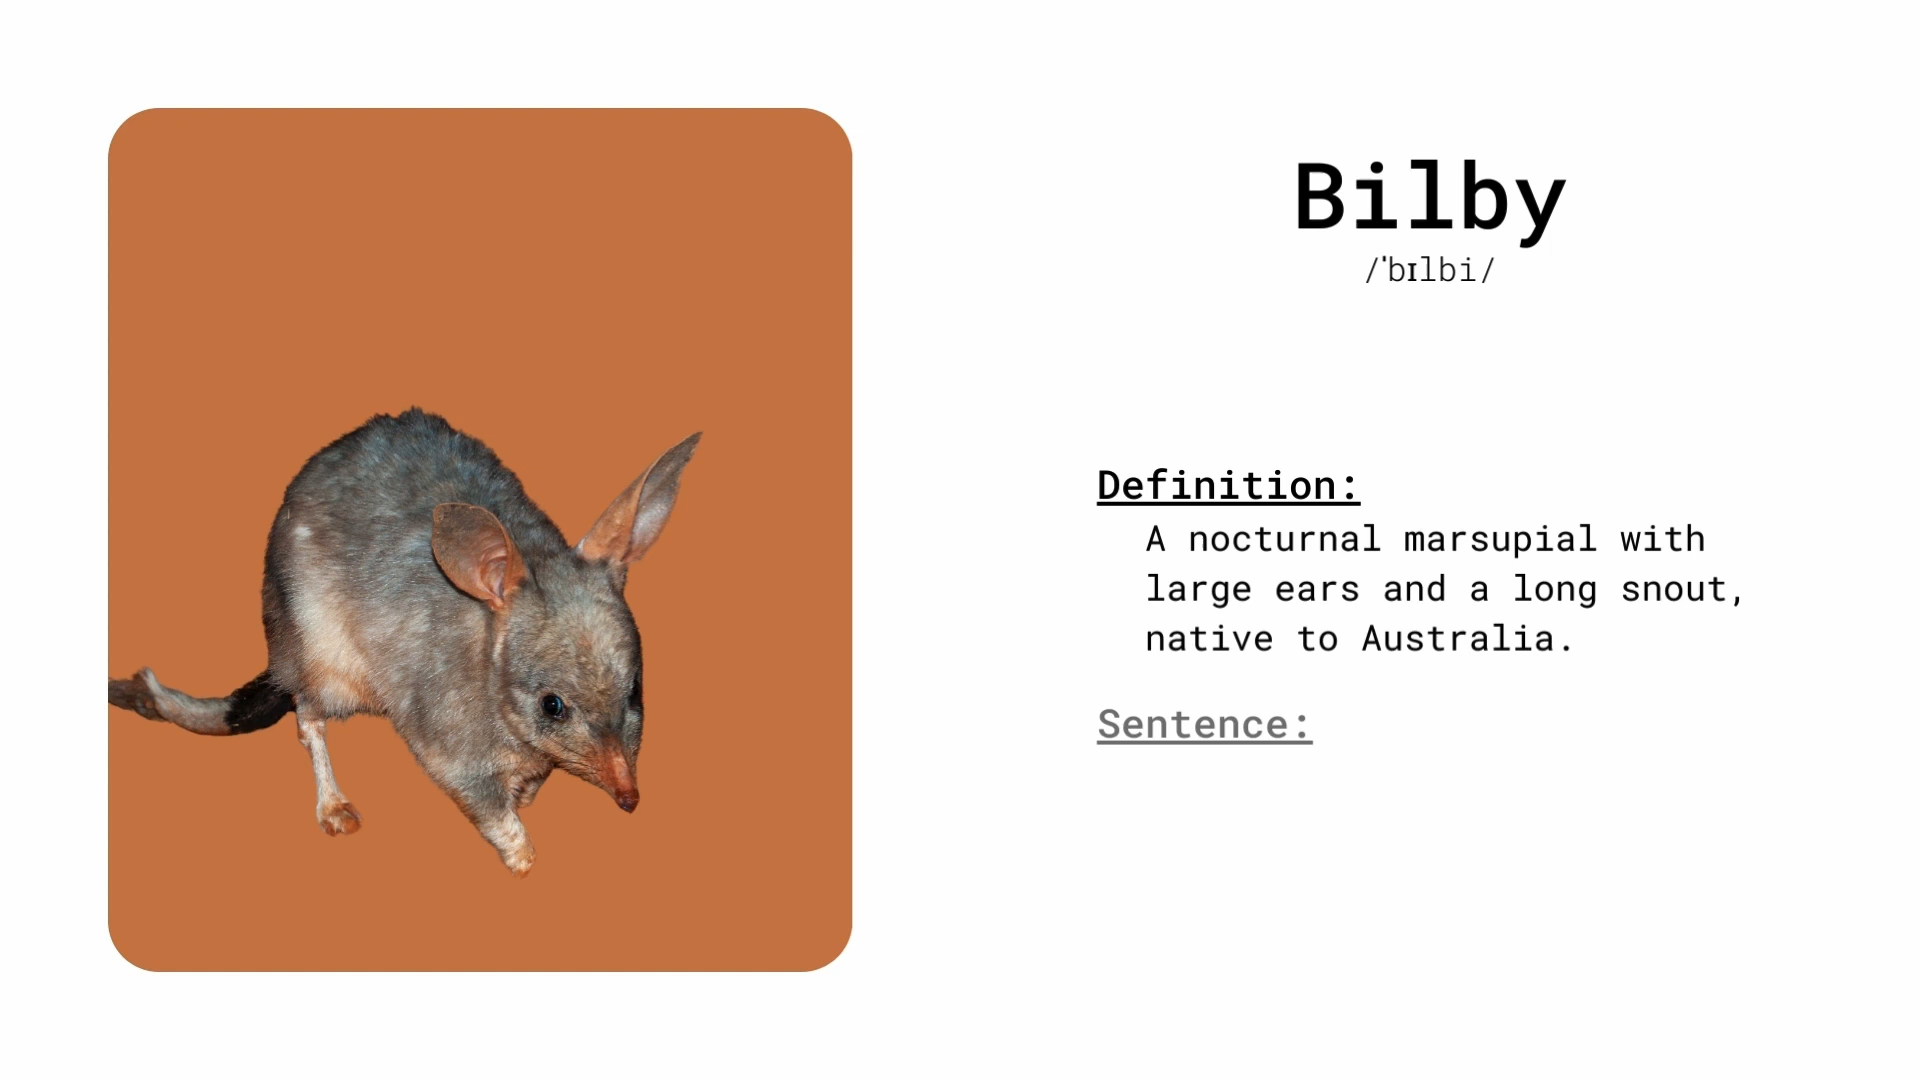 Bilby
/ˈbɪlbi/
Definition:
A nocturnal marsupial with
large ears and a long snout,
native to Australia.
Sentence: